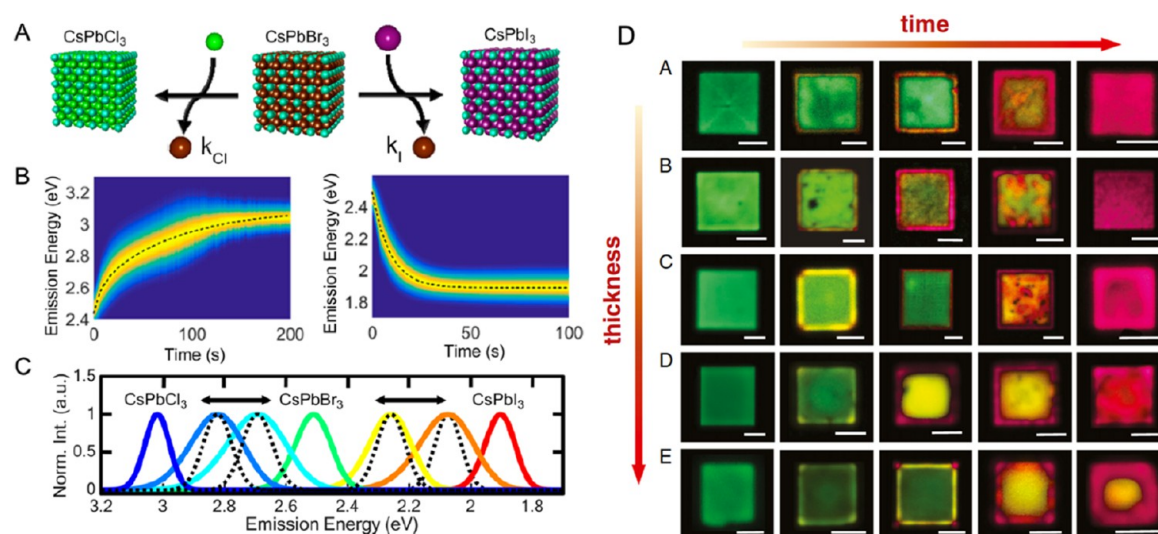 A
CsPbCl3
CsPbBr3
CsPbI3
kCl
kI
B
Emission Energy (eV)
3.2
3
2.8
2.6
2.4
0
100
200
Time (s)
Emission Energy (eV)
2.4
2.2
2
1.8
0
50
100
Time (s)
C
Norm. Int. (a.u.)
1.5
1
0.5
0
CsPbCl3
CsPbBr3
CsPbI3
3.2
3
2.8
2.6
2.4
2.2
2
1.8
Emission Energy (eV)
D
time
thickness
A
B
C
D
E